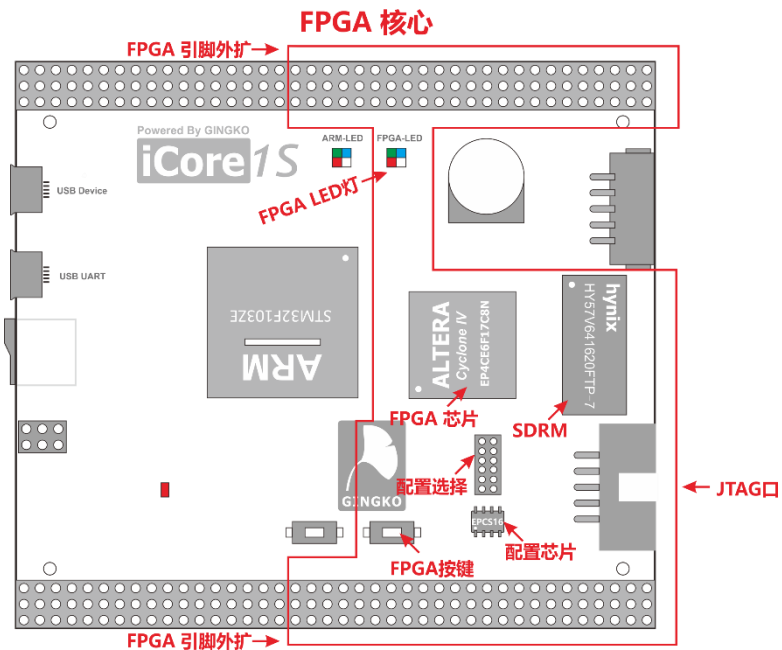 FPGA 核心
FPGA 引脚外扩
Powered By GINGKO
iCore1S
ARM-LED
FPGA-LED
FPGA LED灯
USB Device
USB UART
STM32F103ZE
ARM
ALTERA
Cyclone IV
EP4CE6F17C8N
FPGA 芯片
hynix
HY57V641620FTP-7
SDRM
GINGKO
配置选择
JTAG口
EPCS16
配置芯片
FPGA按键
FPGA 引脚外扩